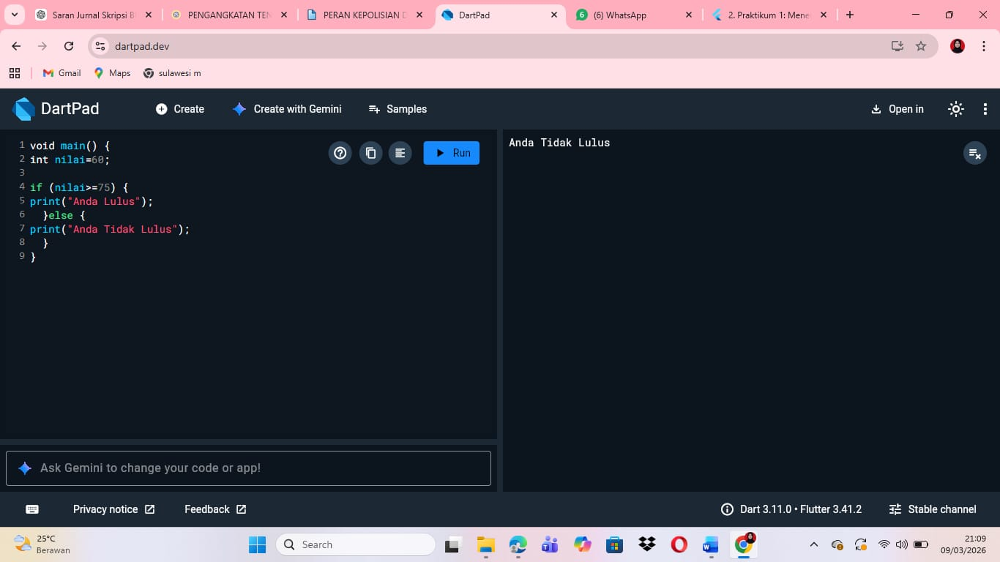 Saran Jurnal Skripsi B
PENGANGKATAN TEN
PERAN KEPOLISIAN D
DartPad
(6) WhatsApp
2. Praktikum 1: Mene
dartpad.dev
Gmail
Maps
sulawesi m
DartPad
Create
Create with Gemini
Samples
Open in
1 void main() {
2 int nilai=60;
3
4 if (nilai>=75) {
5 print("Anda Lulus");
6 }else {
7 print("Anda Tidak Lulus");
8 }
9 }
Run
Anda Tidak Lulus
Ask Gemini to change your code or app!
Privacy notice
Feedback
Dart 3.11.0 • Flutter 3.41.2
Stable channel
25°C
Berawan
Search
21:09
09/03/2026